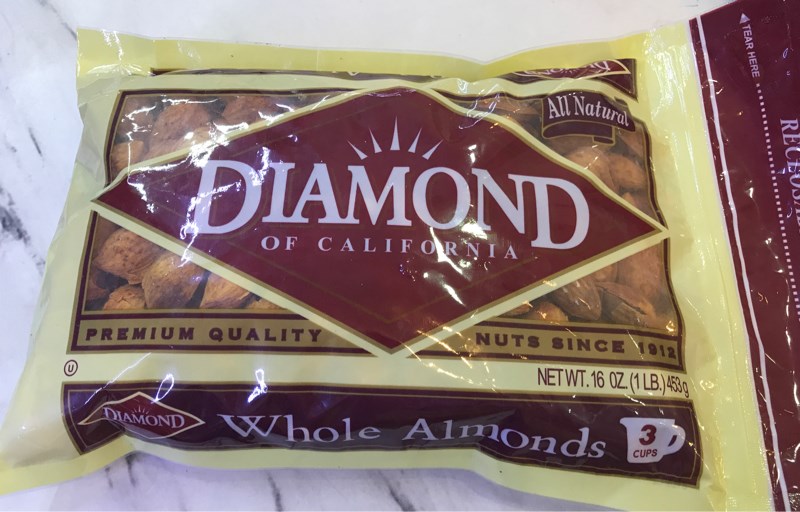 TEAR HERE
All Natural
DIAMOND
OF CALIFORNIA
PREMIUM QUALITY
NUTS SINCE 1912
U
NET WT. 16 OZ. (1 LB.) 453g
DIAMOND
Whole Almonds
3
CUPS